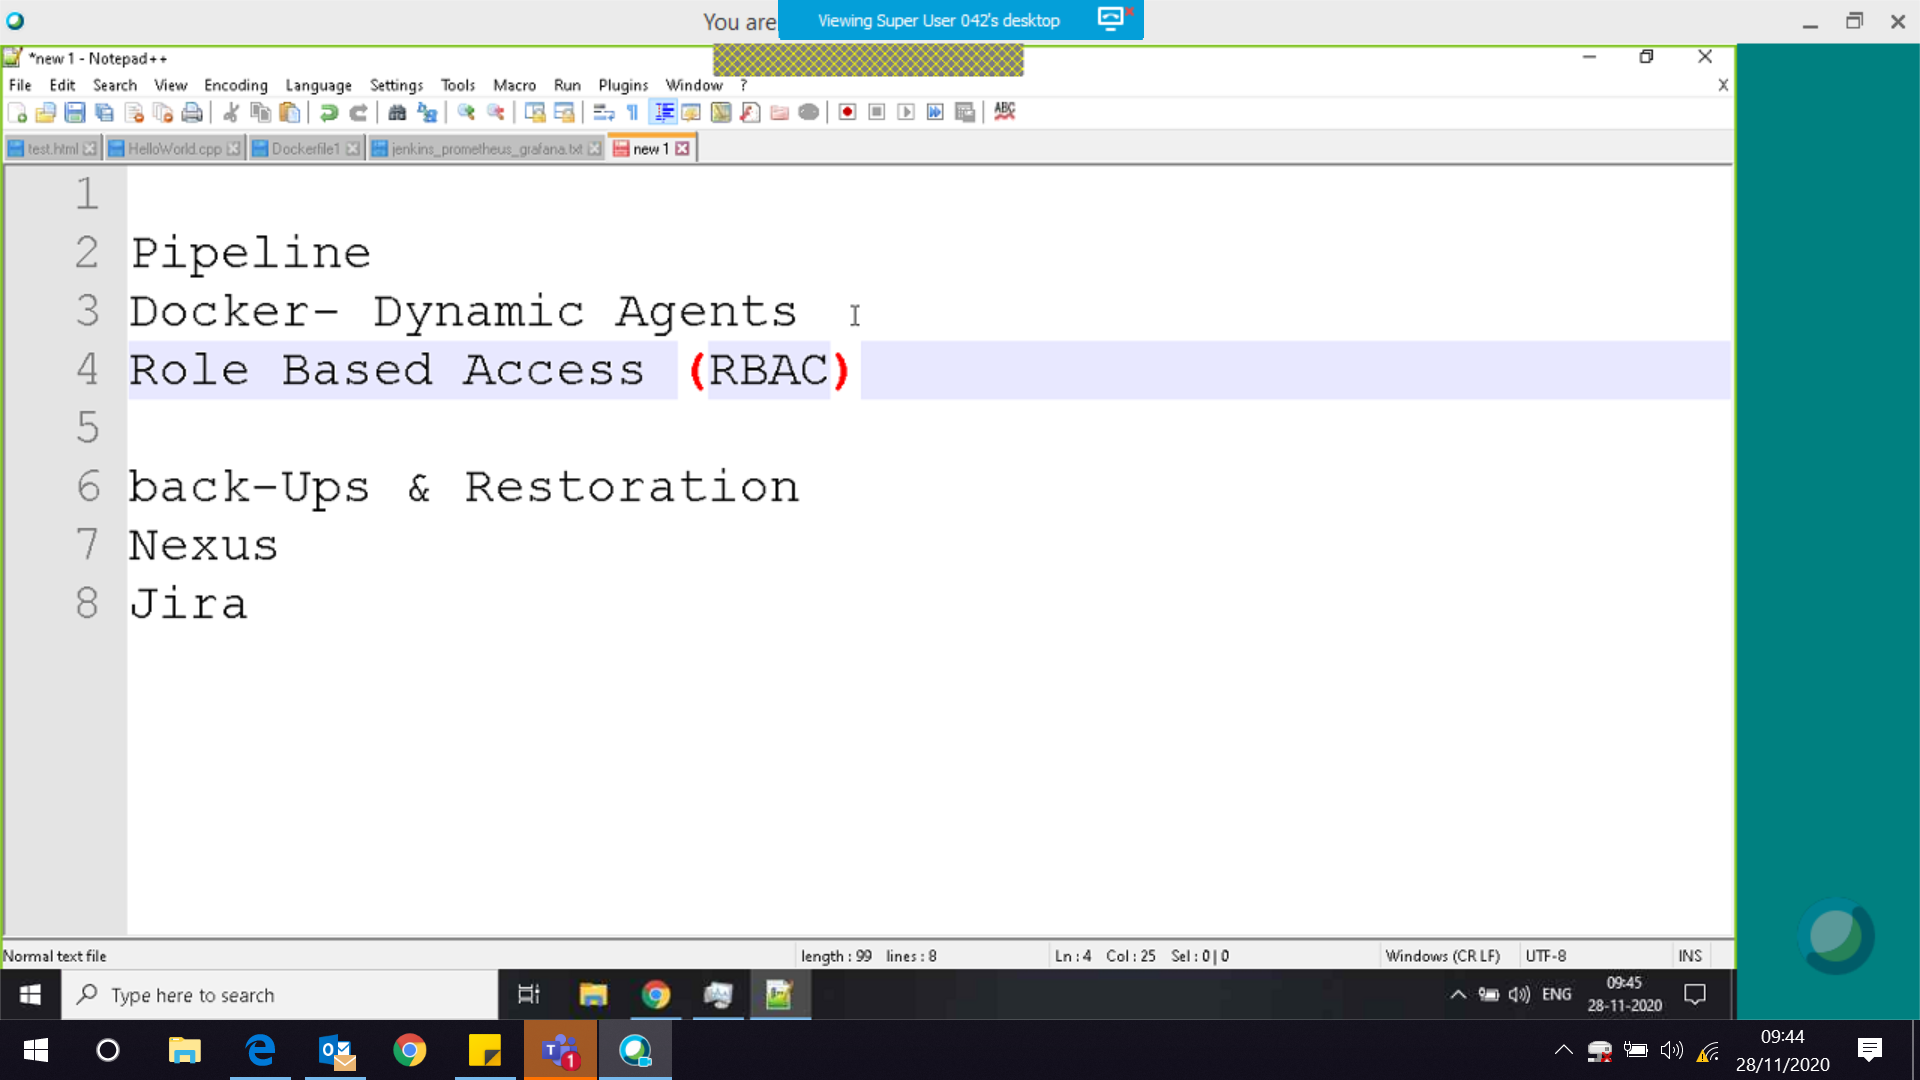 You are
Viewing Super User 042's desktop
*new 1 - Notepad++
File Edit Search View Encoding Language Settings Tools Macro Run Plugins Window ?
test.html HelloWorld.cpp Dockerfile1 jenkins_prometheus_grafana.txt new 1
1
2 Pipeline
3 Docker- Dynamic Agents
4 Role Based Access (RBAC)
5
6 back-Ups & Restoration
7 Nexus
8 Jira
Normal text file length : 99 lines : 8 Ln : 4 Col : 25 Sel : 0 | 0 Windows (CR LF) UTF-8 INS
Type here to search
ENG
09:45
28-11-2020
09:44
28/11/2020